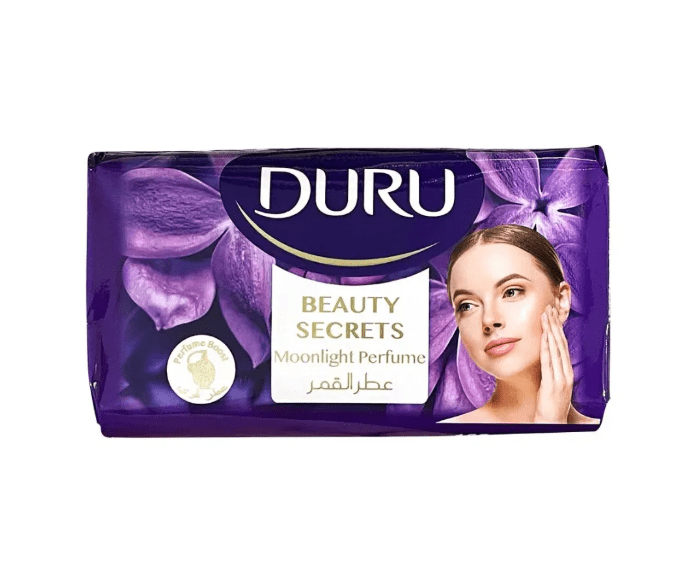 DURU
BEAUTY
SECRETS
Moonlight Perfume
عطر القمر
Perfume Boost